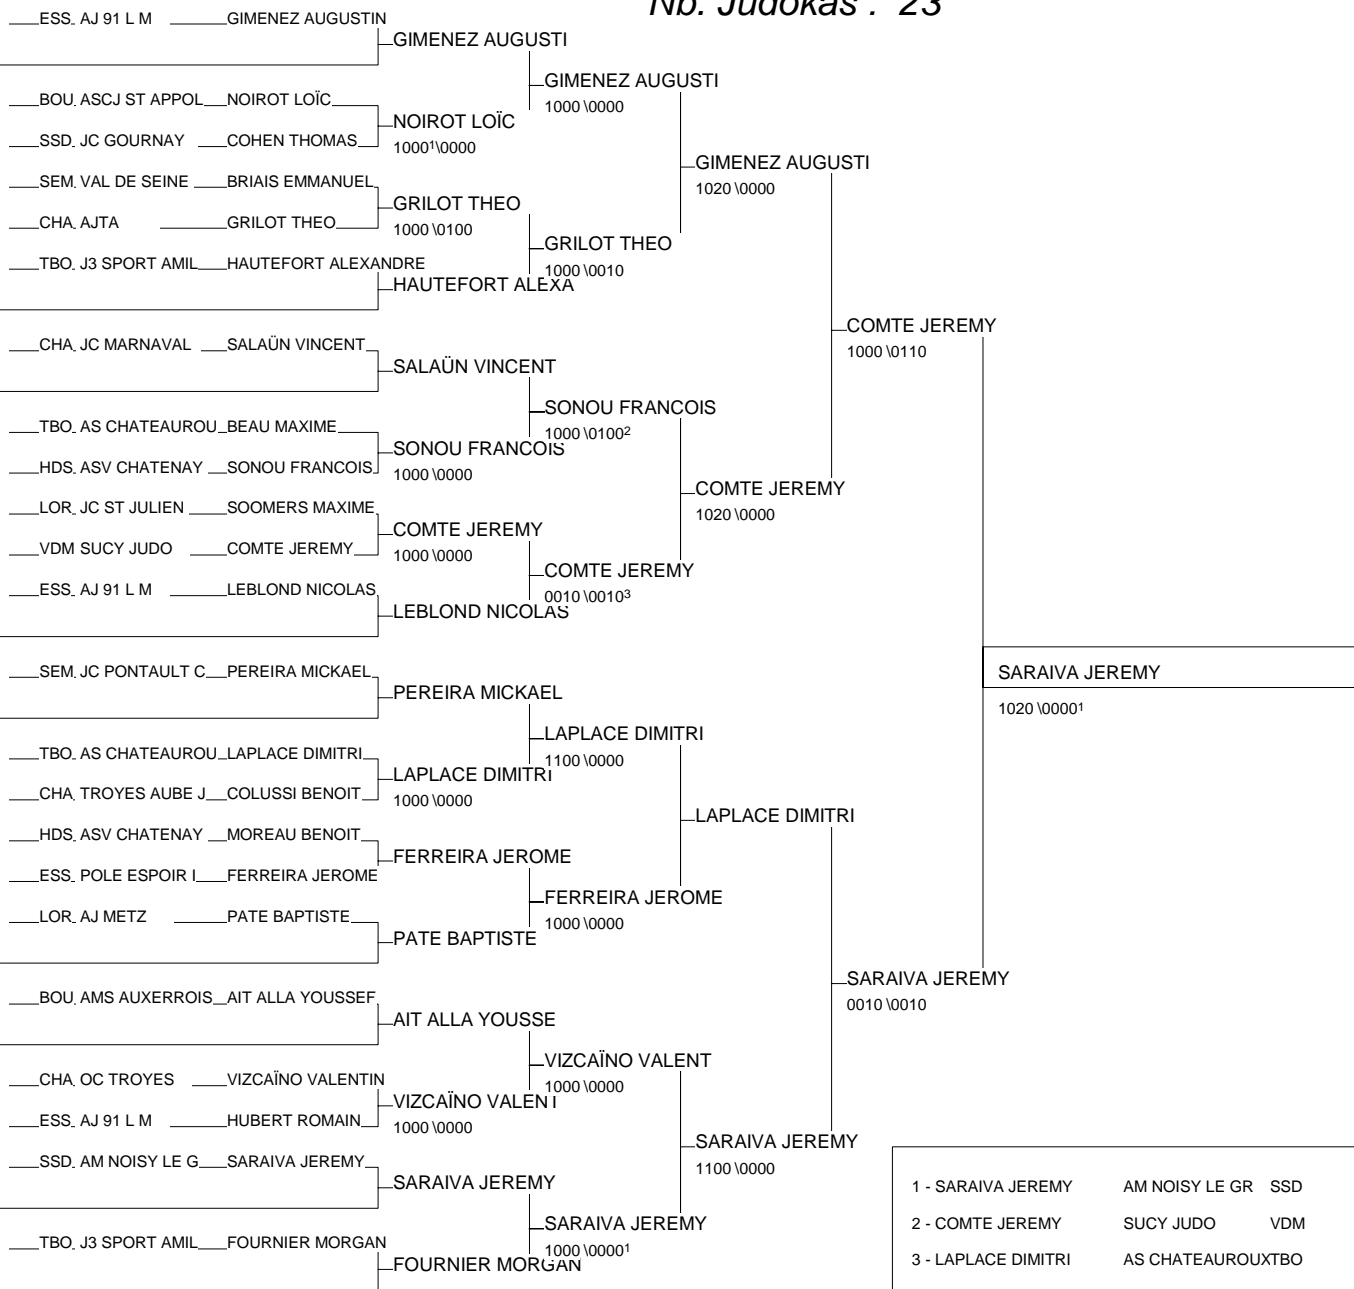 Nb. Judokas : 23
ESS AJ 91 L M GIMENEZ AUGUSTIN
GIMENEZ AUGUSTI
GIMENEZ AUGUSTI
1000 \0000
BOU ASCJ ST APPOL NOIROT LOÏC
NOIROT LOÏC
1000¹\0000
SSD JC GOURNAY COHEN THOMAS
GIMENEZ AUGUSTI
1020 \0000
SEM VAL DE SEINE BRIAIS EMMANUEL
GRILOT THEO
1000 \0100
CHA AJTA GRILOT THEO
GRILOT THEO
1000 \0010
TBO J3 SPORT AMIL HAUTEFORT ALEXANDRE
HAUTEFORT ALEXA
COMTE JEREMY
1000 \0110
CHA JC MARNAVAL SALAÜN VINCENT
SALAÜN VINCENT
SONOU FRANCOIS
1000 \0100²
TBO AS CHATEAUROU BEAU MAXIME
SONOU FRANCOIS
1000 \0000
HDS ASV CHATENAY SONOU FRANCOIS
COMTE JEREMY
1020 \0000
LOR JC ST JULIEN SOOMERS MAXIME
COMTE JEREMY
1000 \0000
VDM SUCY JUDO COMTE JEREMY
COMTE JEREMY
0010 \0010³
ESS AJ 91 L M LEBLOND NICOLAS
LEBLOND NICOLAS
SARAIVA JEREMY
1020 \0000¹
SEM JC PONTAULT C PEREIRA MICKAEL
PEREIRA MICKAEL
LAPLACE DIMITRI
1100 \0000
TBO AS CHATEAUROU LAPLACE DIMITRI
LAPLACE DIMITRI
1000 \0000
CHA TROYES AUBE J COLUSSI BENOIT
LAPLACE DIMITRI
HDS ASV CHATENAY MOREAU BENOIT
FERREIRA JEROME
ESS POLE ESPOIR I FERREIRA JEROME
FERREIRA JEROME
1000 \0000
LOR AJ METZ PATE BAPTISTE
PATE BAPTISTE
SARAIVA JEREMY
0010 \0010
BOU AMS AUXERROIS AIT ALLA YOUSSEF
AIT ALLA YOUSSE
VIZCAÏNO VALENT
1000 \0000
CHA OC TROYES VIZCAÏNO VALENTIN
VIZCAÏNO VALENT
1000 \0000
ESS AJ 91 L M HUBERT ROMAIN
SARAIVA JEREMY
1100 \0000
SSD AM NOISY LE G SARAIVA JEREMY
SARAIVA JEREMY
SARAIVA JEREMY
1000 \0000¹
TBO J3 SPORT AMIL FOURNIER MORGAN
FOURNIER MORGAN
1 - SARAIVA JEREMY AM NOISY LE GR SSD
2 - COMTE JEREMY SUCY JUDO VDM
3 - LAPLACE DIMITRI AS CHATEAUROUXTBO